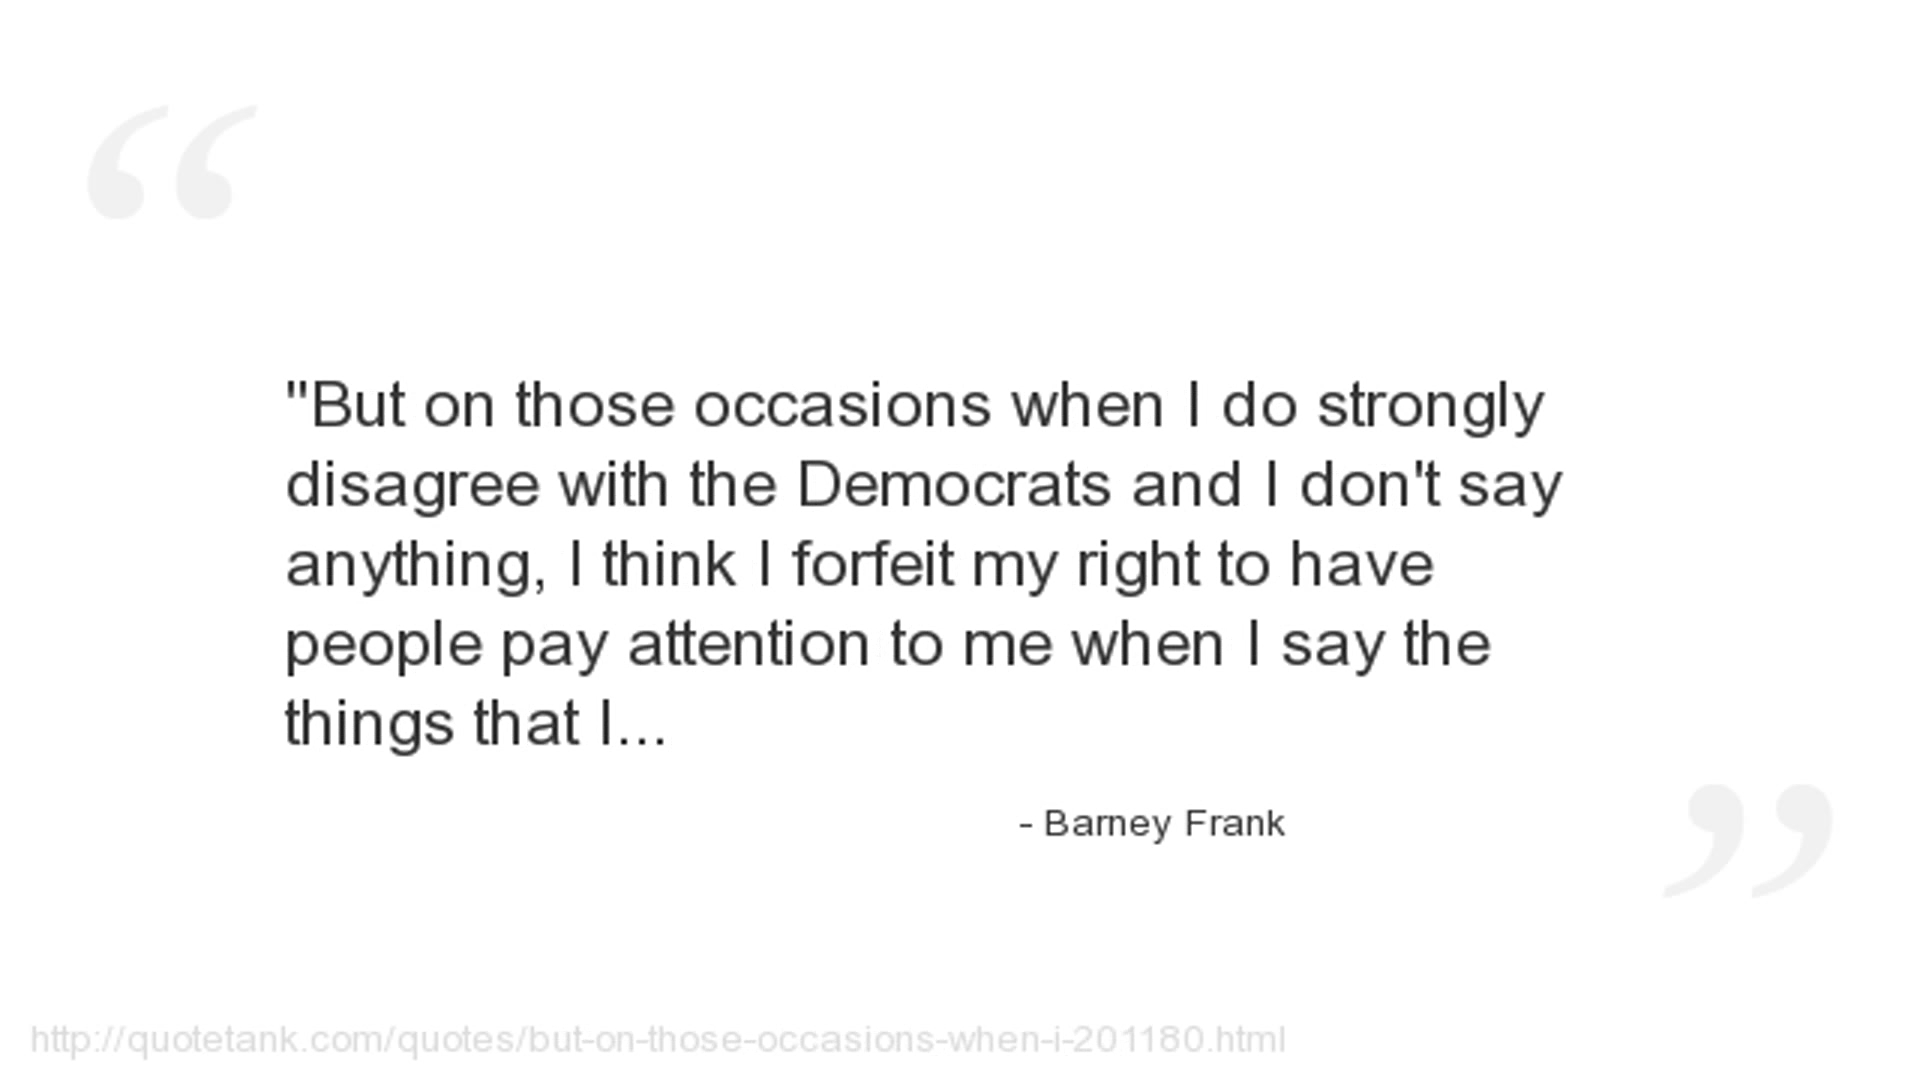 "But on those occasions when I do strongly
disagree with the Democrats and I don't say
anything, I think I forfeit my right to have
people pay attention to me when I say the
things that I...
- Barney Frank
http://quotetank.com/quotes/but-on-those-occasions-when-i-201180.html